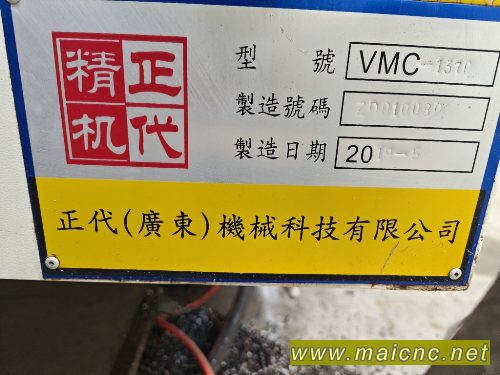 正代
精机
型 號 VMC-1370
製造號碼
製造日期 20
正代(廣東)機械科技有限公司
www.maicnc.net